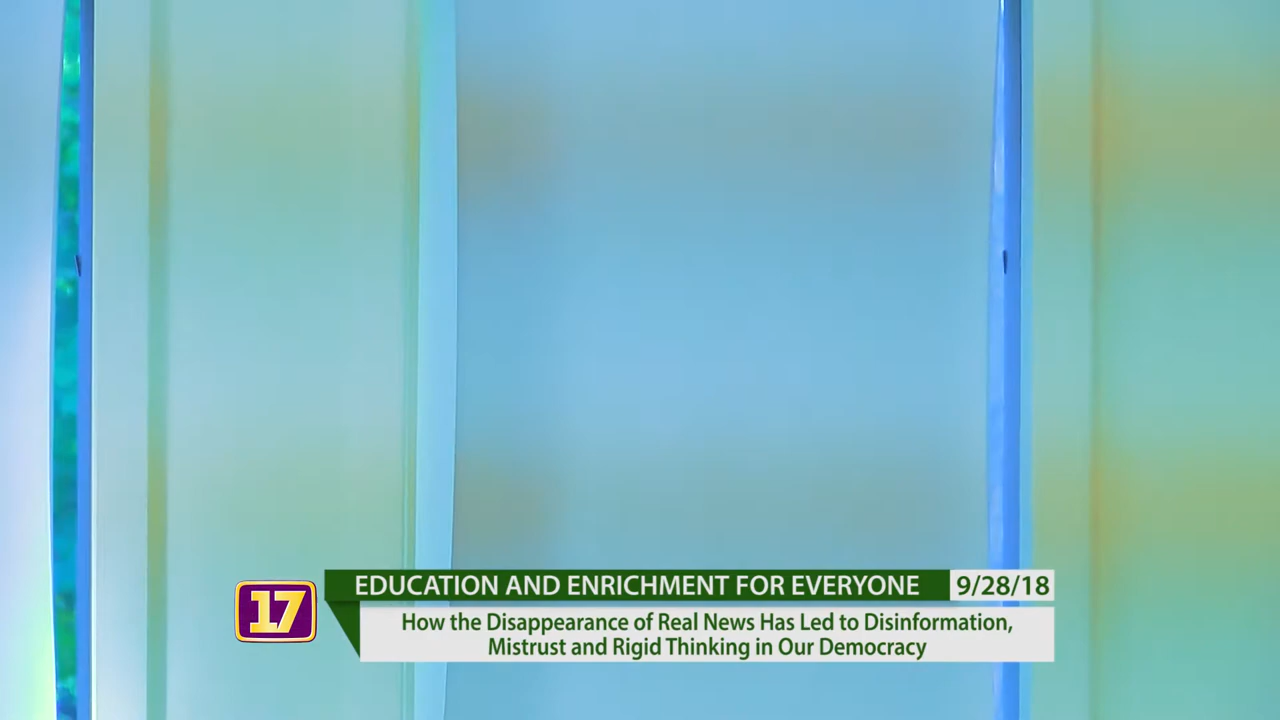 EDUCATION AND ENRICHMENT FOR EVERYONE 9/28/18
17
How the Disappearance of Real News Has Led to Disinformation,
Mistrust and Rigid Thinking in Our Democracy